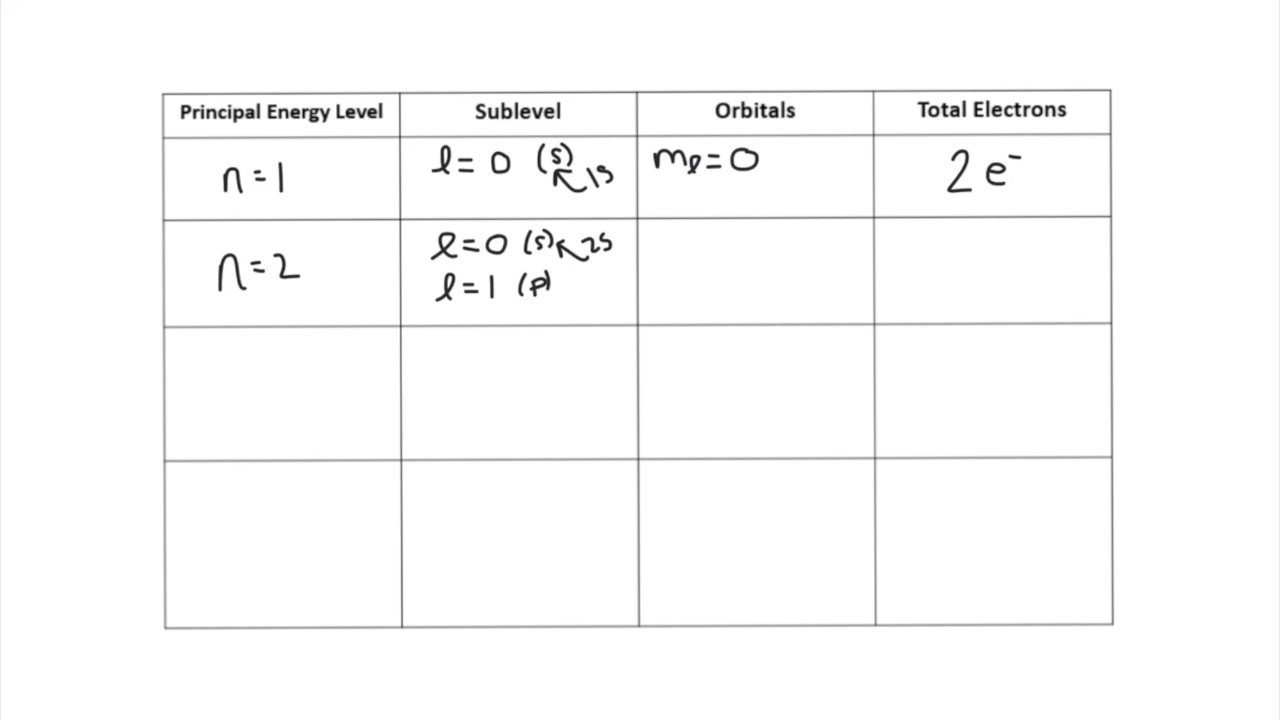 Principal Energy Level Sublevel Orbitals Total Electrons
n = 1 l = 0 (s) ↖ 1s mₗ = 0 2 e⁻
n = 2 l = 0 (s) ↖ 2s
l = 1 (p)